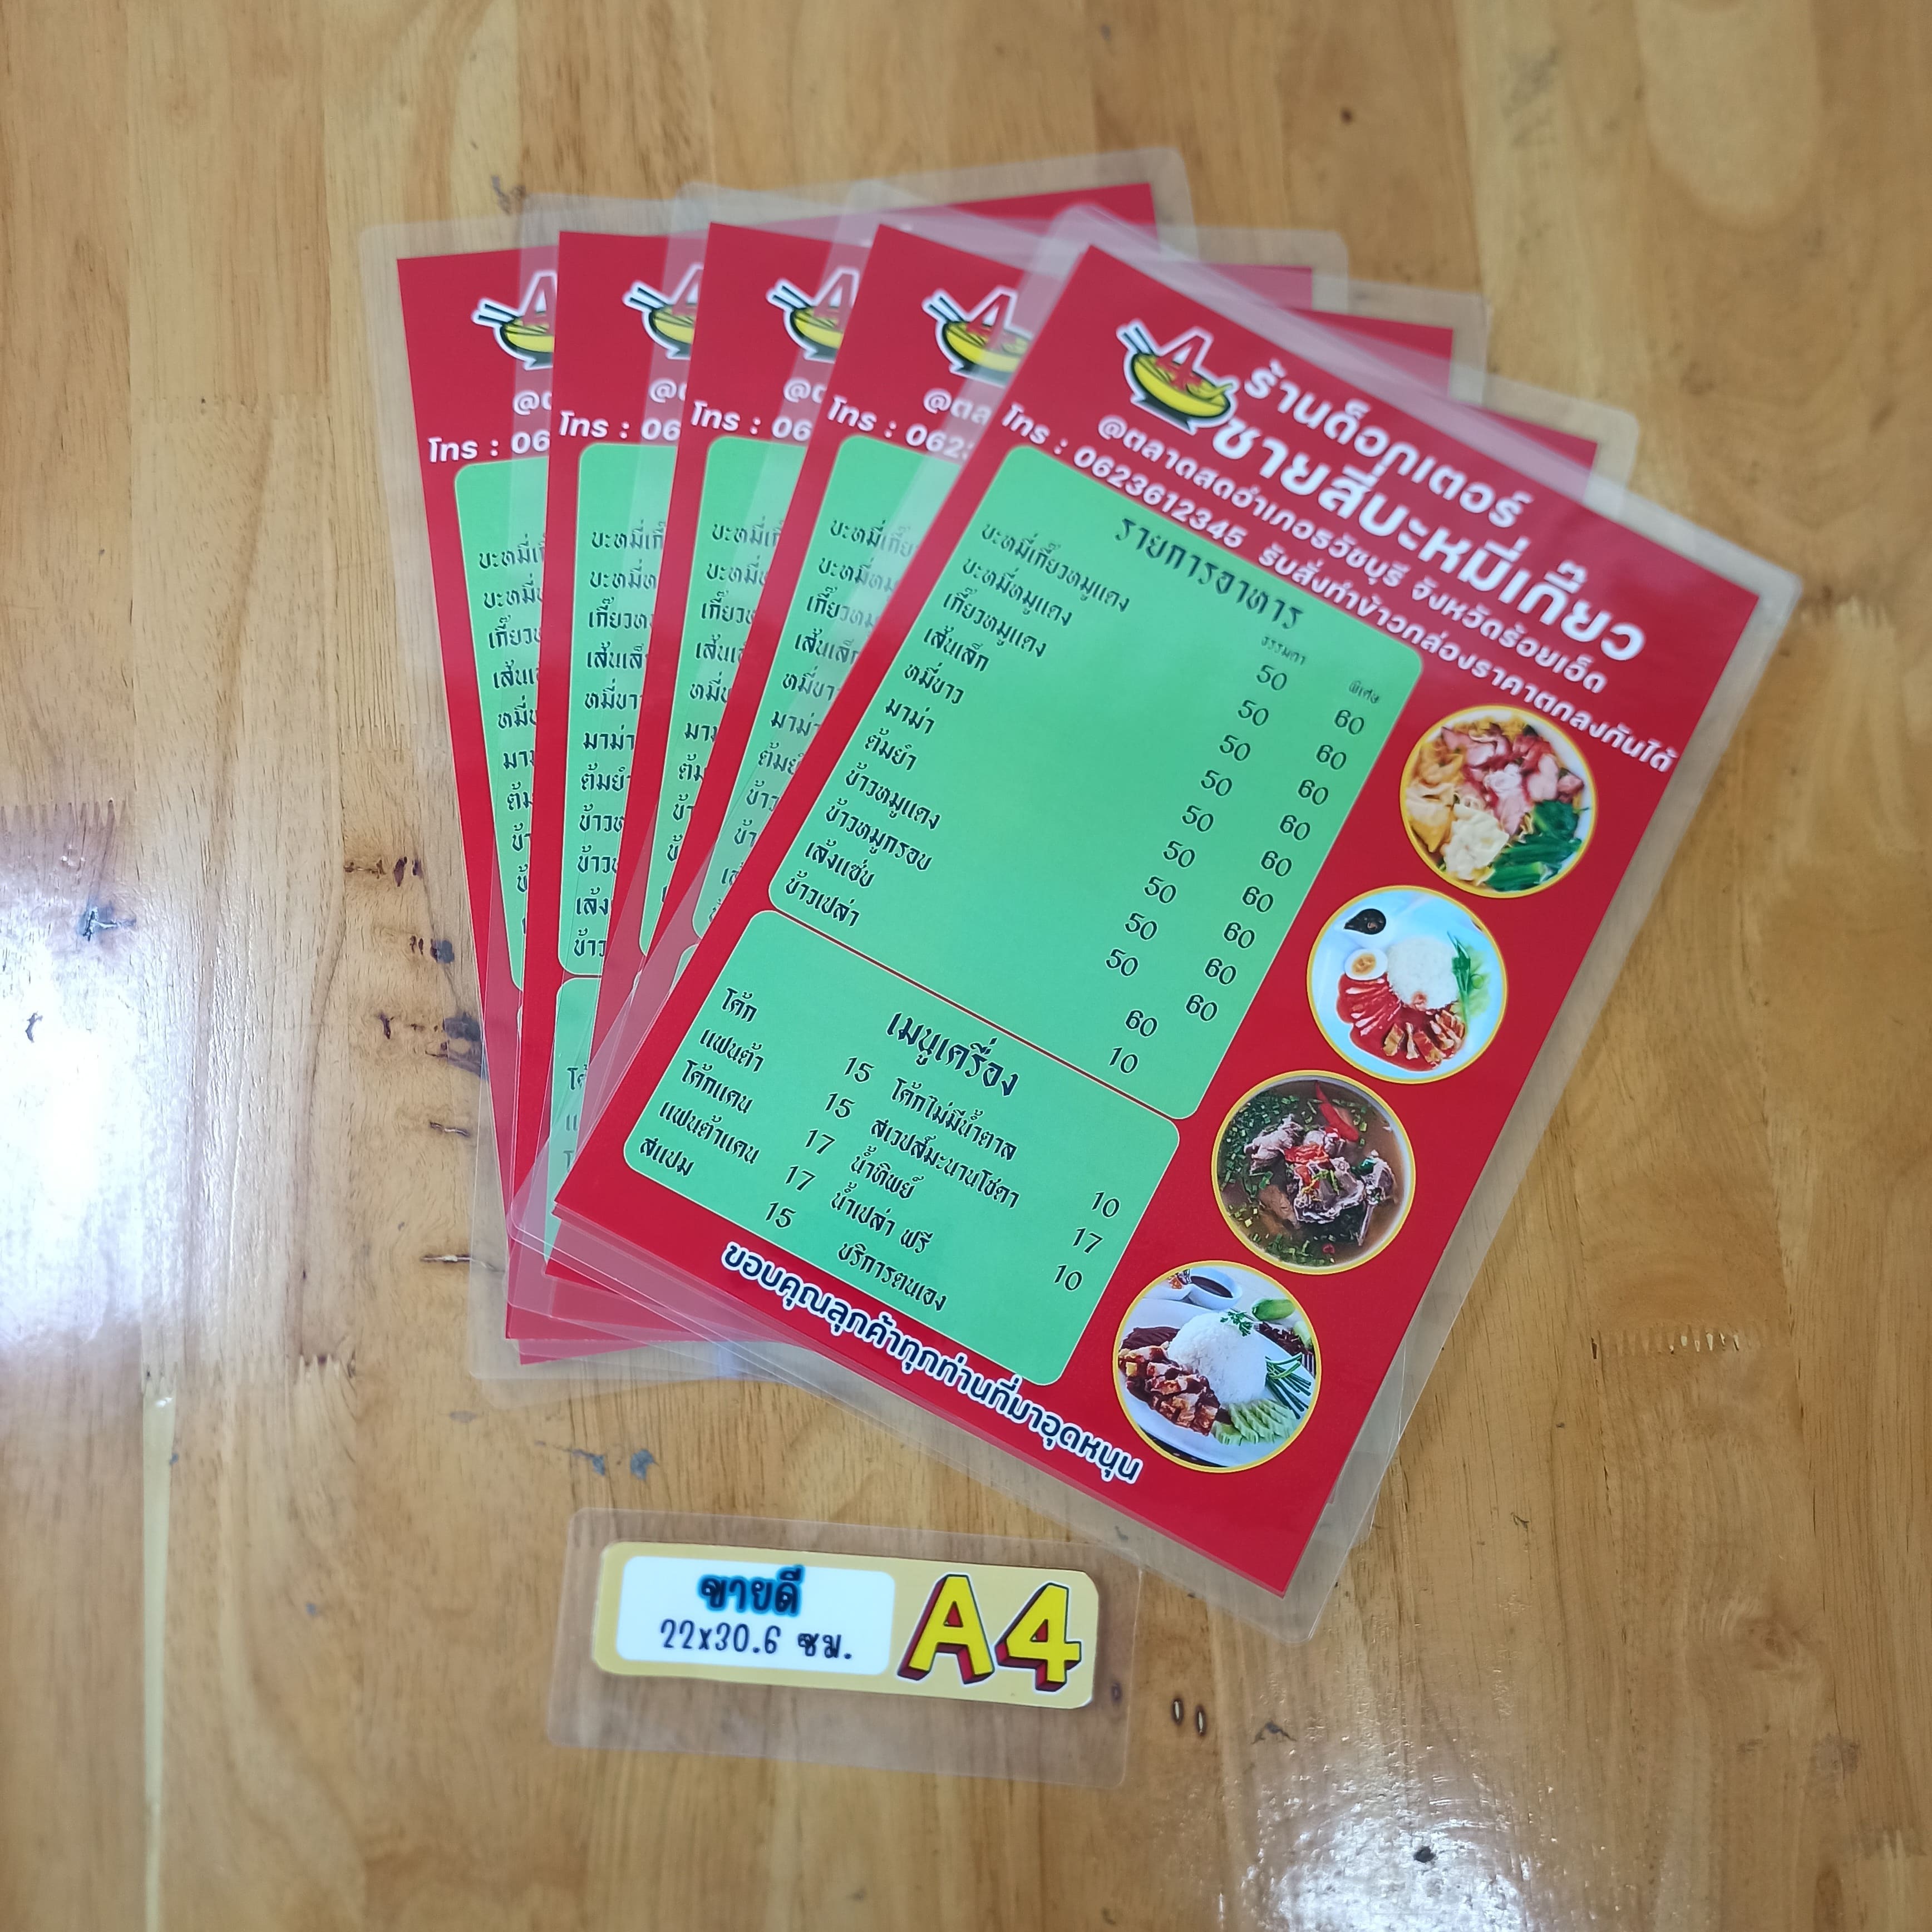 4
ร้านด็อกเตอร์
ชายสี่บะหมี่เกี๊ยว
@ตลาดสดอำเภอธวัชบุรี จังหวัดร้อยเอ็ด
โทร : 0623612345 รับสั่งทำข้าวกล่องราคาตกลงกันได้
รายการอาหาร
ธรรมดา พิเศษ
บะหมี่เกี๊ยวหมูแดง 50 60
บะหมี่หมูแดง 50 60
เกี๊ยวหมูแดง 50 60
เส้นเล็ก 50 60
หมี่ขาว 50 60
มาม่า 50 60
ต้มยำ 50 60
ข้าวหมูแดง 50 60
ข้าวหมูกรอบ 50 60
เล้งแซ่บ 60
ข้าวเปล่า 10
เมนูเครื่อง
โค้ก 15 โค้กไม่มีน้ำตาล 10
แฟนต้า 15 สเวปส์มะนาวโซดา 17
โค้กแคน 17 น้ำทิพย์ 10
แฟนต้าแคน 17 น้ำเปล่า ฟรี
สแปม 15 บริการตนเอง
ขอบคุณลูกค้าทุกท่านที่มาอุดหนุน
ขายดี
22x30.6 ซม.
A4